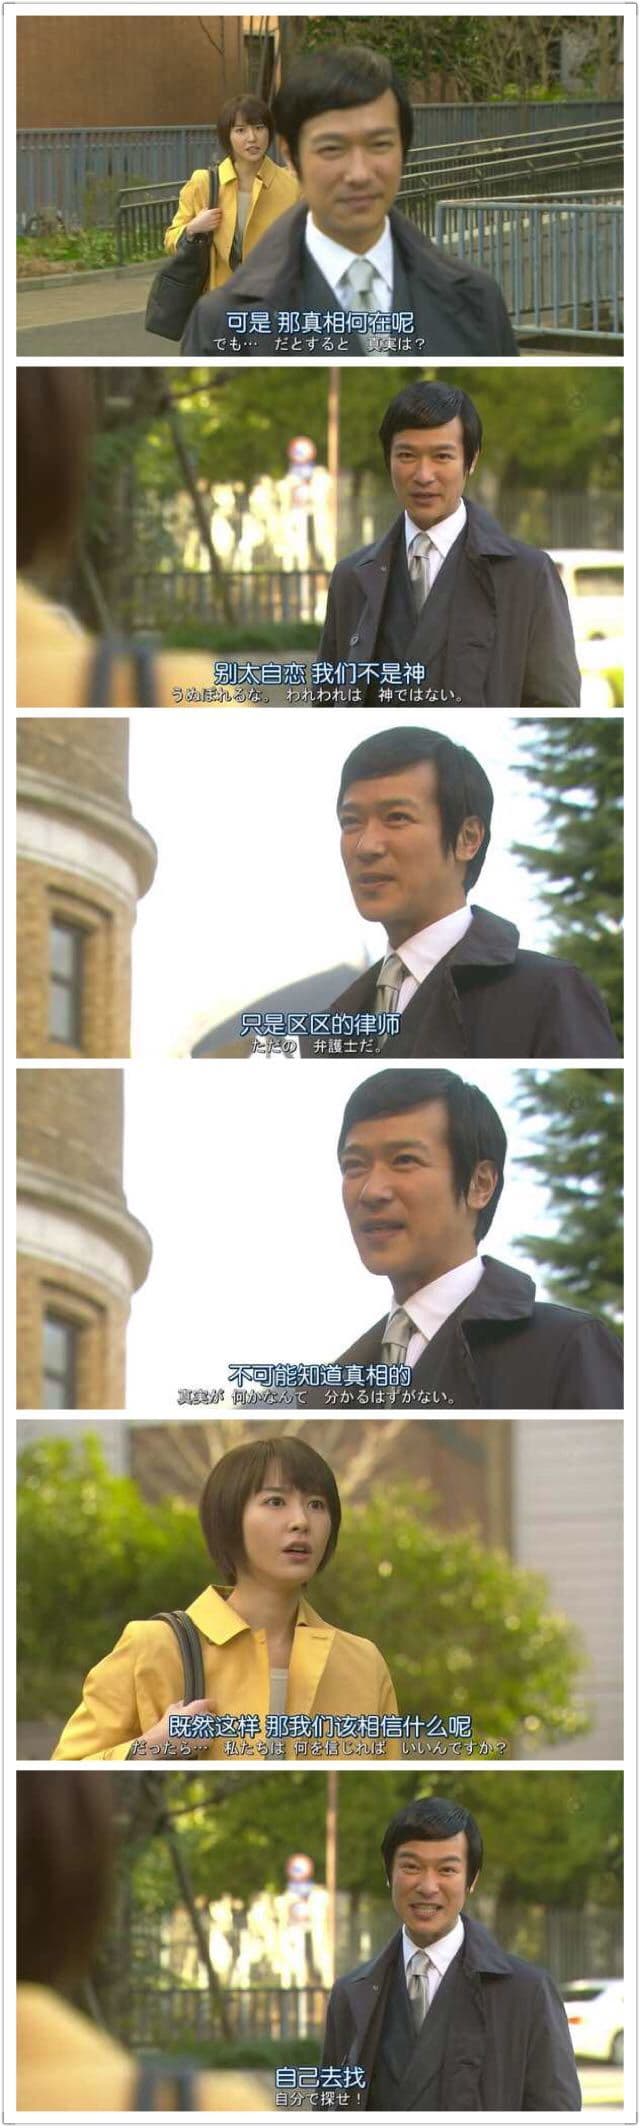 可是 那真相何在呢
でも… だとすると 真実は？
别太自恋 我们不是神
うぬぼれるな。 われわれは 神ではない。
只是区区的律师
ただの 弁護士だ。
不可能知道真相的
真実が 何かなんて 分かるはずがない。
既然这样 那我们该相信什么呢
だったら… 私たちは 何を信じれば いいんですか？
自己去找
自分で探せ！